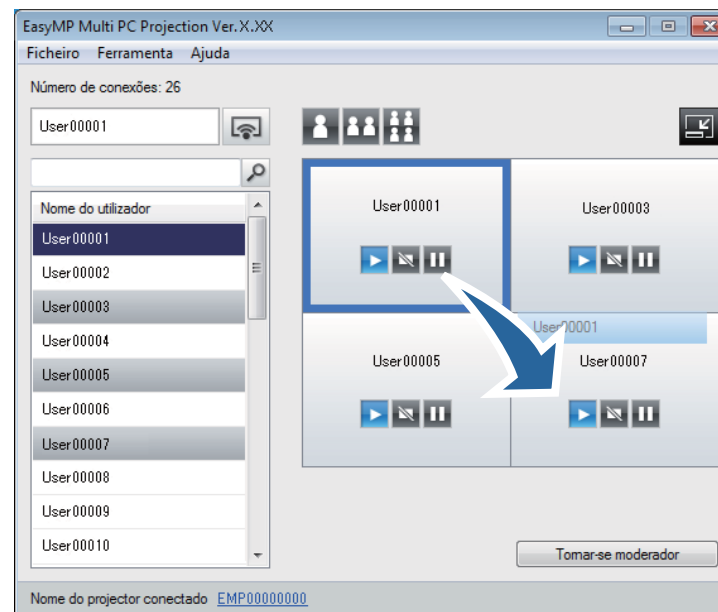 EasyMP Multi PC Projection Ver.X.XX
Ficheiro Ferramenta Ajuda
Número de conexões: 26
User00001
Nome do utilizador
User00001
User00002
User00003
User00004
User00005
User00006
User00007
User00008
User00009
User00010
User00001
User00003
User00001
User00005
User00007
Tornar-se moderador
Nome do projector conectado EMP00000000